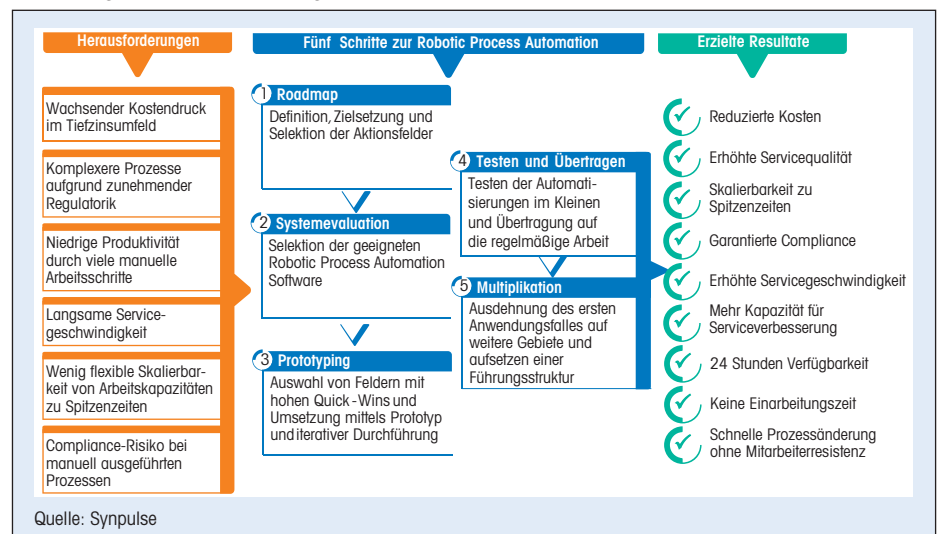 Herausforderungen
Wachsender Kostendruck
im Tiefzinsumfeld
Komplexere Prozesse
aufgrund zunehmender
Regulatorik
Niedrige Produktivität
durch viele manuelle
Arbeitsschritte
Langsame Service-
geschwindigkeit
Wenig flexible Skalierbar-
keit von Arbeitskapazitäten
zu Spitzenzeiten
Compliance-Risiko bei
manuell ausgeführten
Prozessen
Fünf Schritte zur Robotic Process Automation
1 Roadmap
Definition, Zielsetzung und
Selektion der Aktionsfelder
2 Systemevaluation
Selektion der geeigneten
Robotic Process Automation
Software
3 Prototyping
Auswahl von Feldern mit
hohen Quick-Wins und
Umsetzung mittels Prototyp
und iterativer Durchführung
4 Testen und Übertragen
Testen der Automati-
sierungen im Kleinen
und Übertragung auf
die regelmäßige Arbeit
5 Multiplikation
Ausdehnung des ersten
Anwendungsfalles auf
weitere Gebiete und
aufsetzen einer
Führungsstruktur
Erzielte Resultate
Reduzierte Kosten
Erhöhte Servicequalität
Skalierbarkeit zu
Spitzenzeiten
Garantierte Compliance
Erhöhte Servicegeschwindigkeit
Mehr Kapazität für
Serviceverbesserung
24 Stunden Verfügbarkeit
Keine Einarbeitungszeit
Schnelle Prozessänderung
ohne Mitarbeiterresistenz
Quelle: Synpulse